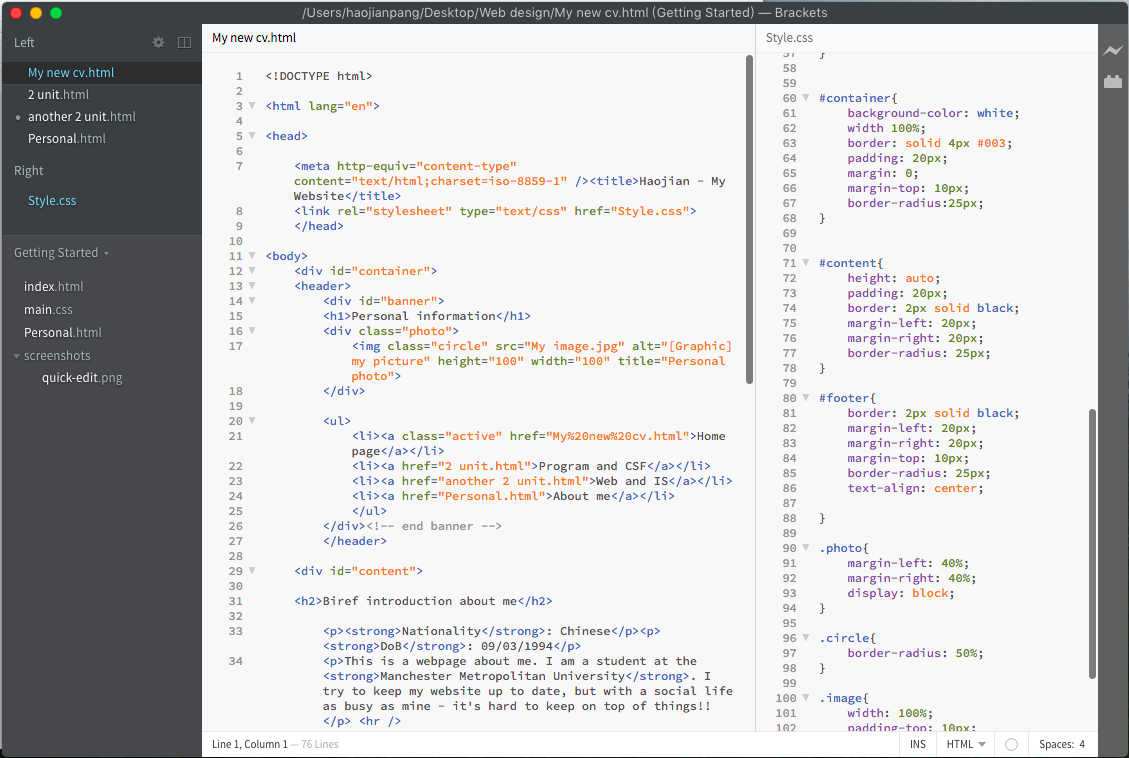 /Users/haojianpang/Desktop/Web design/My new cv.html (Getting Started) — Brackets
Left
My new cv.html
2 unit.html
another 2 unit.html
Personal.html
Right
Style.css
Getting Started
index.html
main.css
Personal.html
screenshots
quick-edit.png
My new cv.html
1 <!DOCTYPE html>
2
3 <html lang="en">
4
5 <head>
6
7 <meta http-equiv="content-type"
content="text/html;charset=iso-8859-1" /><title>Haojian - My
Website</title>
8 <link rel="stylesheet" type="text/css" href="Style.css">
9 </head>
10
11 <body>
12 <div id="container">
13 <header>
14 <div id="banner">
15 <h1>Personal information</h1>
16 <div class="photo">
17 <img class="circle" src="My image.jpg" alt="[Graphic]
my picture" height="100" width="100" title="Personal
photo">
18 </div>
19
20 <ul>
21 <li><a class="active" href="My%20new%20cv.html">Home
page</a></li>
22 <li><a href="2 unit.html">Program and CSF</a></li>
23 <li><a href="another 2 unit.html">Web and IS</a></li>
24 <li><a href="Personal.html">About me</a></li>
25 </ul>
26 </div><!-- end banner -->
27 </header>
28
29 <div id="content">
30
31 <h2>Biref introduction about me</h2>
32
33 <p><strong>Nationality</strong>: Chinese</p><p>
<strong>DoB</strong>: 09/03/1994</p>
34 <p>This is a webpage about me. I am a student at the
<strong>Manchester Metropolitan University</strong>. I
try to keep my website up to date, but with a social life
as busy as mine - it's hard to keep on top of things!!
</p> <hr />
Style.css
57 }
58
59
60 #container{
61 background-color: white;
62 width 100%;
63 border: solid 4px #003;
64 padding: 20px;
65 margin: 0;
66 margin-top: 10px;
67 border-radius:25px;
68 }
69
70
71 #content{
72 height: auto;
73 padding: 20px;
74 border: 2px solid black;
75 margin-left: 20px;
76 margin-right: 20px;
77 border-radius: 25px;
78 }
79
80 #footer{
81 border: 2px solid black;
82 margin-left: 20px;
83 margin-right: 20px;
84 margin-top: 10px;
85 border-radius: 25px;
86 text-align: center;
87
88 }
89
90 .photo{
91 margin-left: 40%;
92 margin-right: 40%;
93 display: block;
94 }
95
96 .circle{
97 border-radius: 50%;
98 }
99
100 .image{
101 width: 100%;
102 padding-top: 10px;
Line 1, Column 1 — 76 Lines
INS
HTML
Spaces: 4